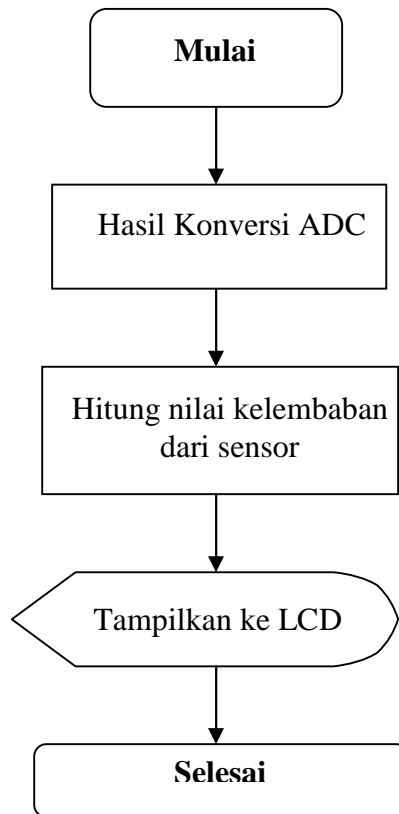 Mulai
Hasil Konversi ADC
Hitung nilai kelembaban
dari sensor
Tampilkan ke LCD
Selesai